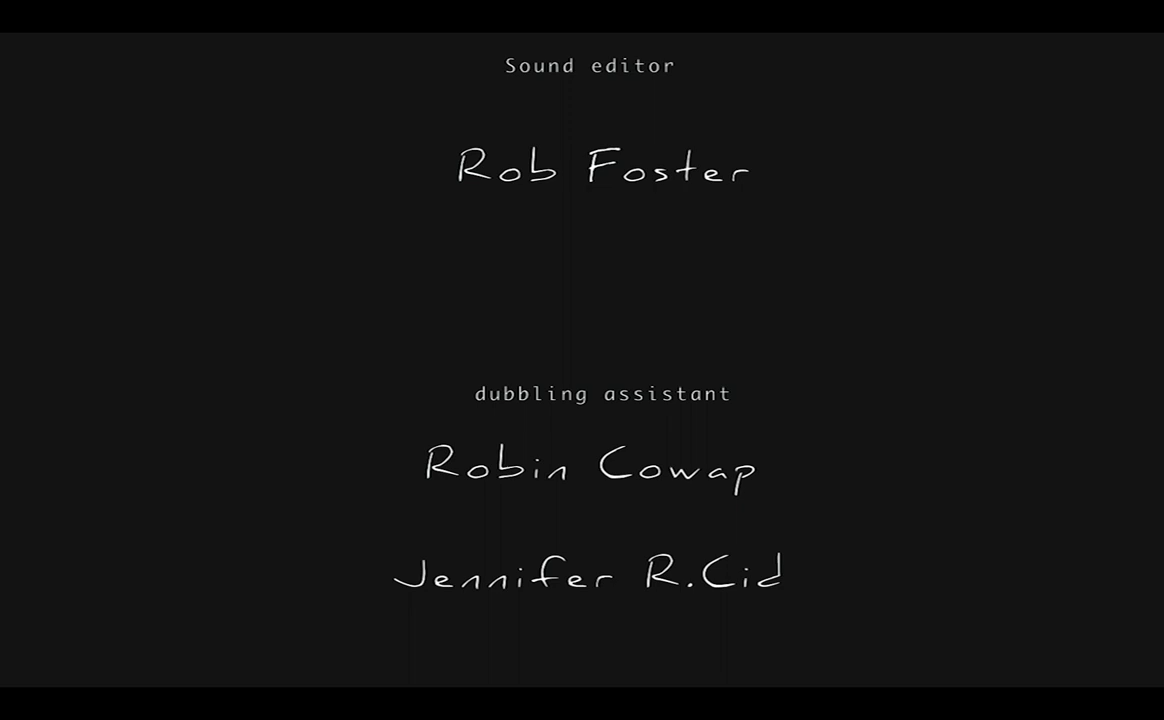 Sound editor
Rob Foster
dubbling assistant
Robin Cowap
Jennifer R.Cid